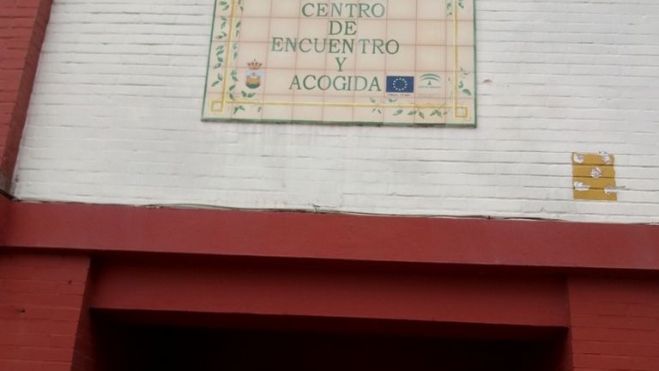 CENTRO
DE
ENCUENTRO
Y
ACOGIDA